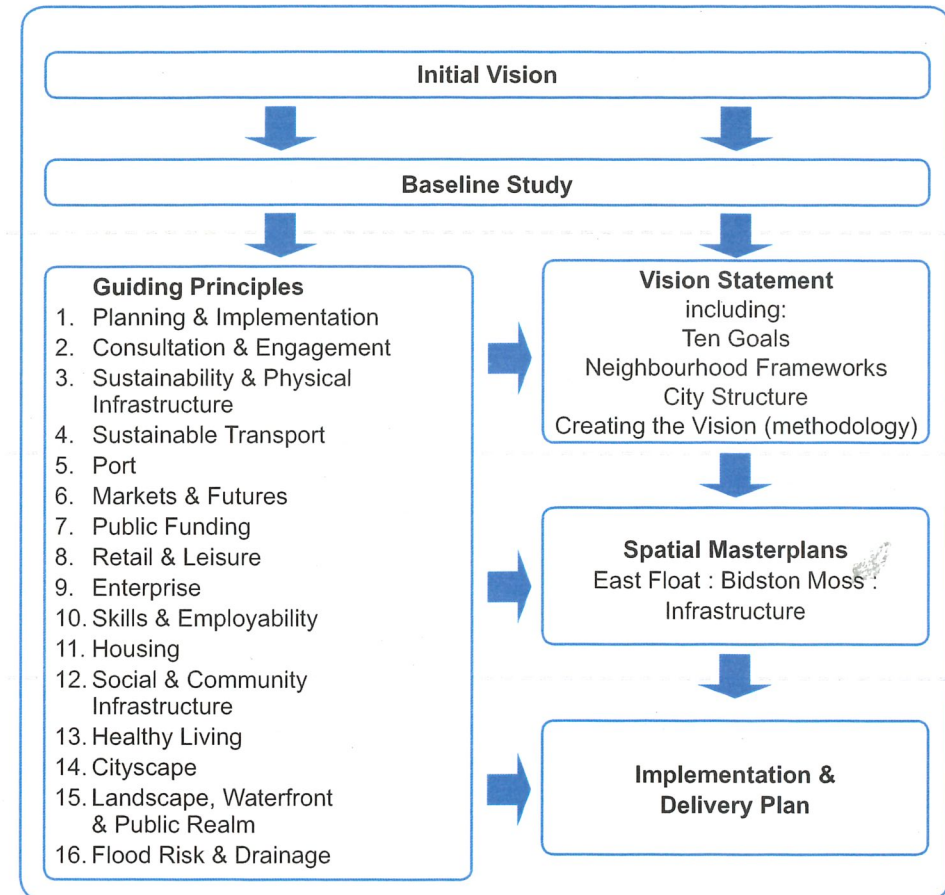 Initial Vision
Baseline Study
Guiding Principles
1. Planning & Implementation
2. Consultation & Engagement
3. Sustainability & Physical
Infrastructure
4. Sustainable Transport
5. Port
6. Markets & Futures
7. Public Funding
8. Retail & Leisure
9. Enterprise
10. Skills & Employability
11. Housing
12. Social & Community
Infrastructure
13. Healthy Living
14. Cityscape
15. Landscape, Waterfront
& Public Realm
16. Flood Risk & Drainage
Vision Statement
including:
Ten Goals
Neighbourhood Frameworks
City Structure
Creating the Vision (methodology)
Spatial Masterplans
East Float : Bidston Moss :
Infrastructure
Implementation &
Delivery Plan